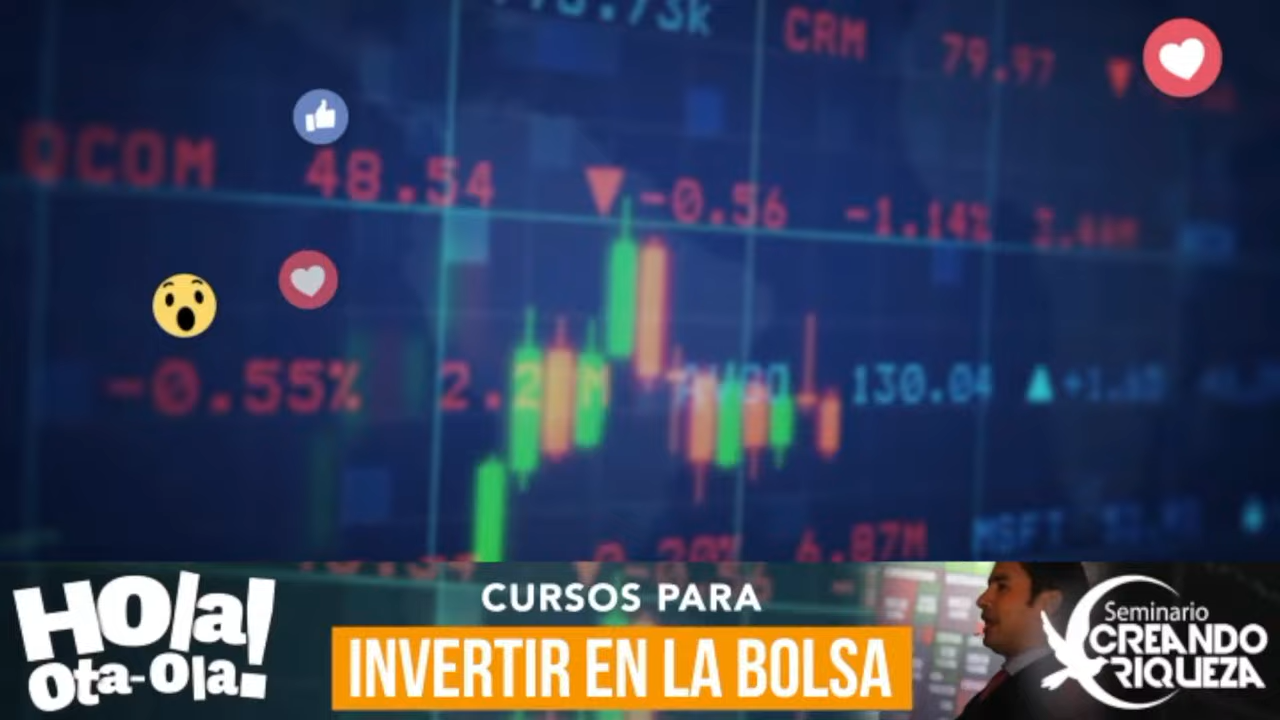 CRM 79.97
QCOM 48.54 -0.56 -1.14%
-0.55% 130.04
MSFT
6.87M
HOla!
Ota-Ola!
CURSOS PARA
INVERTIR EN LA BOLSA
Seminario
CREANDO
RIQUEZA